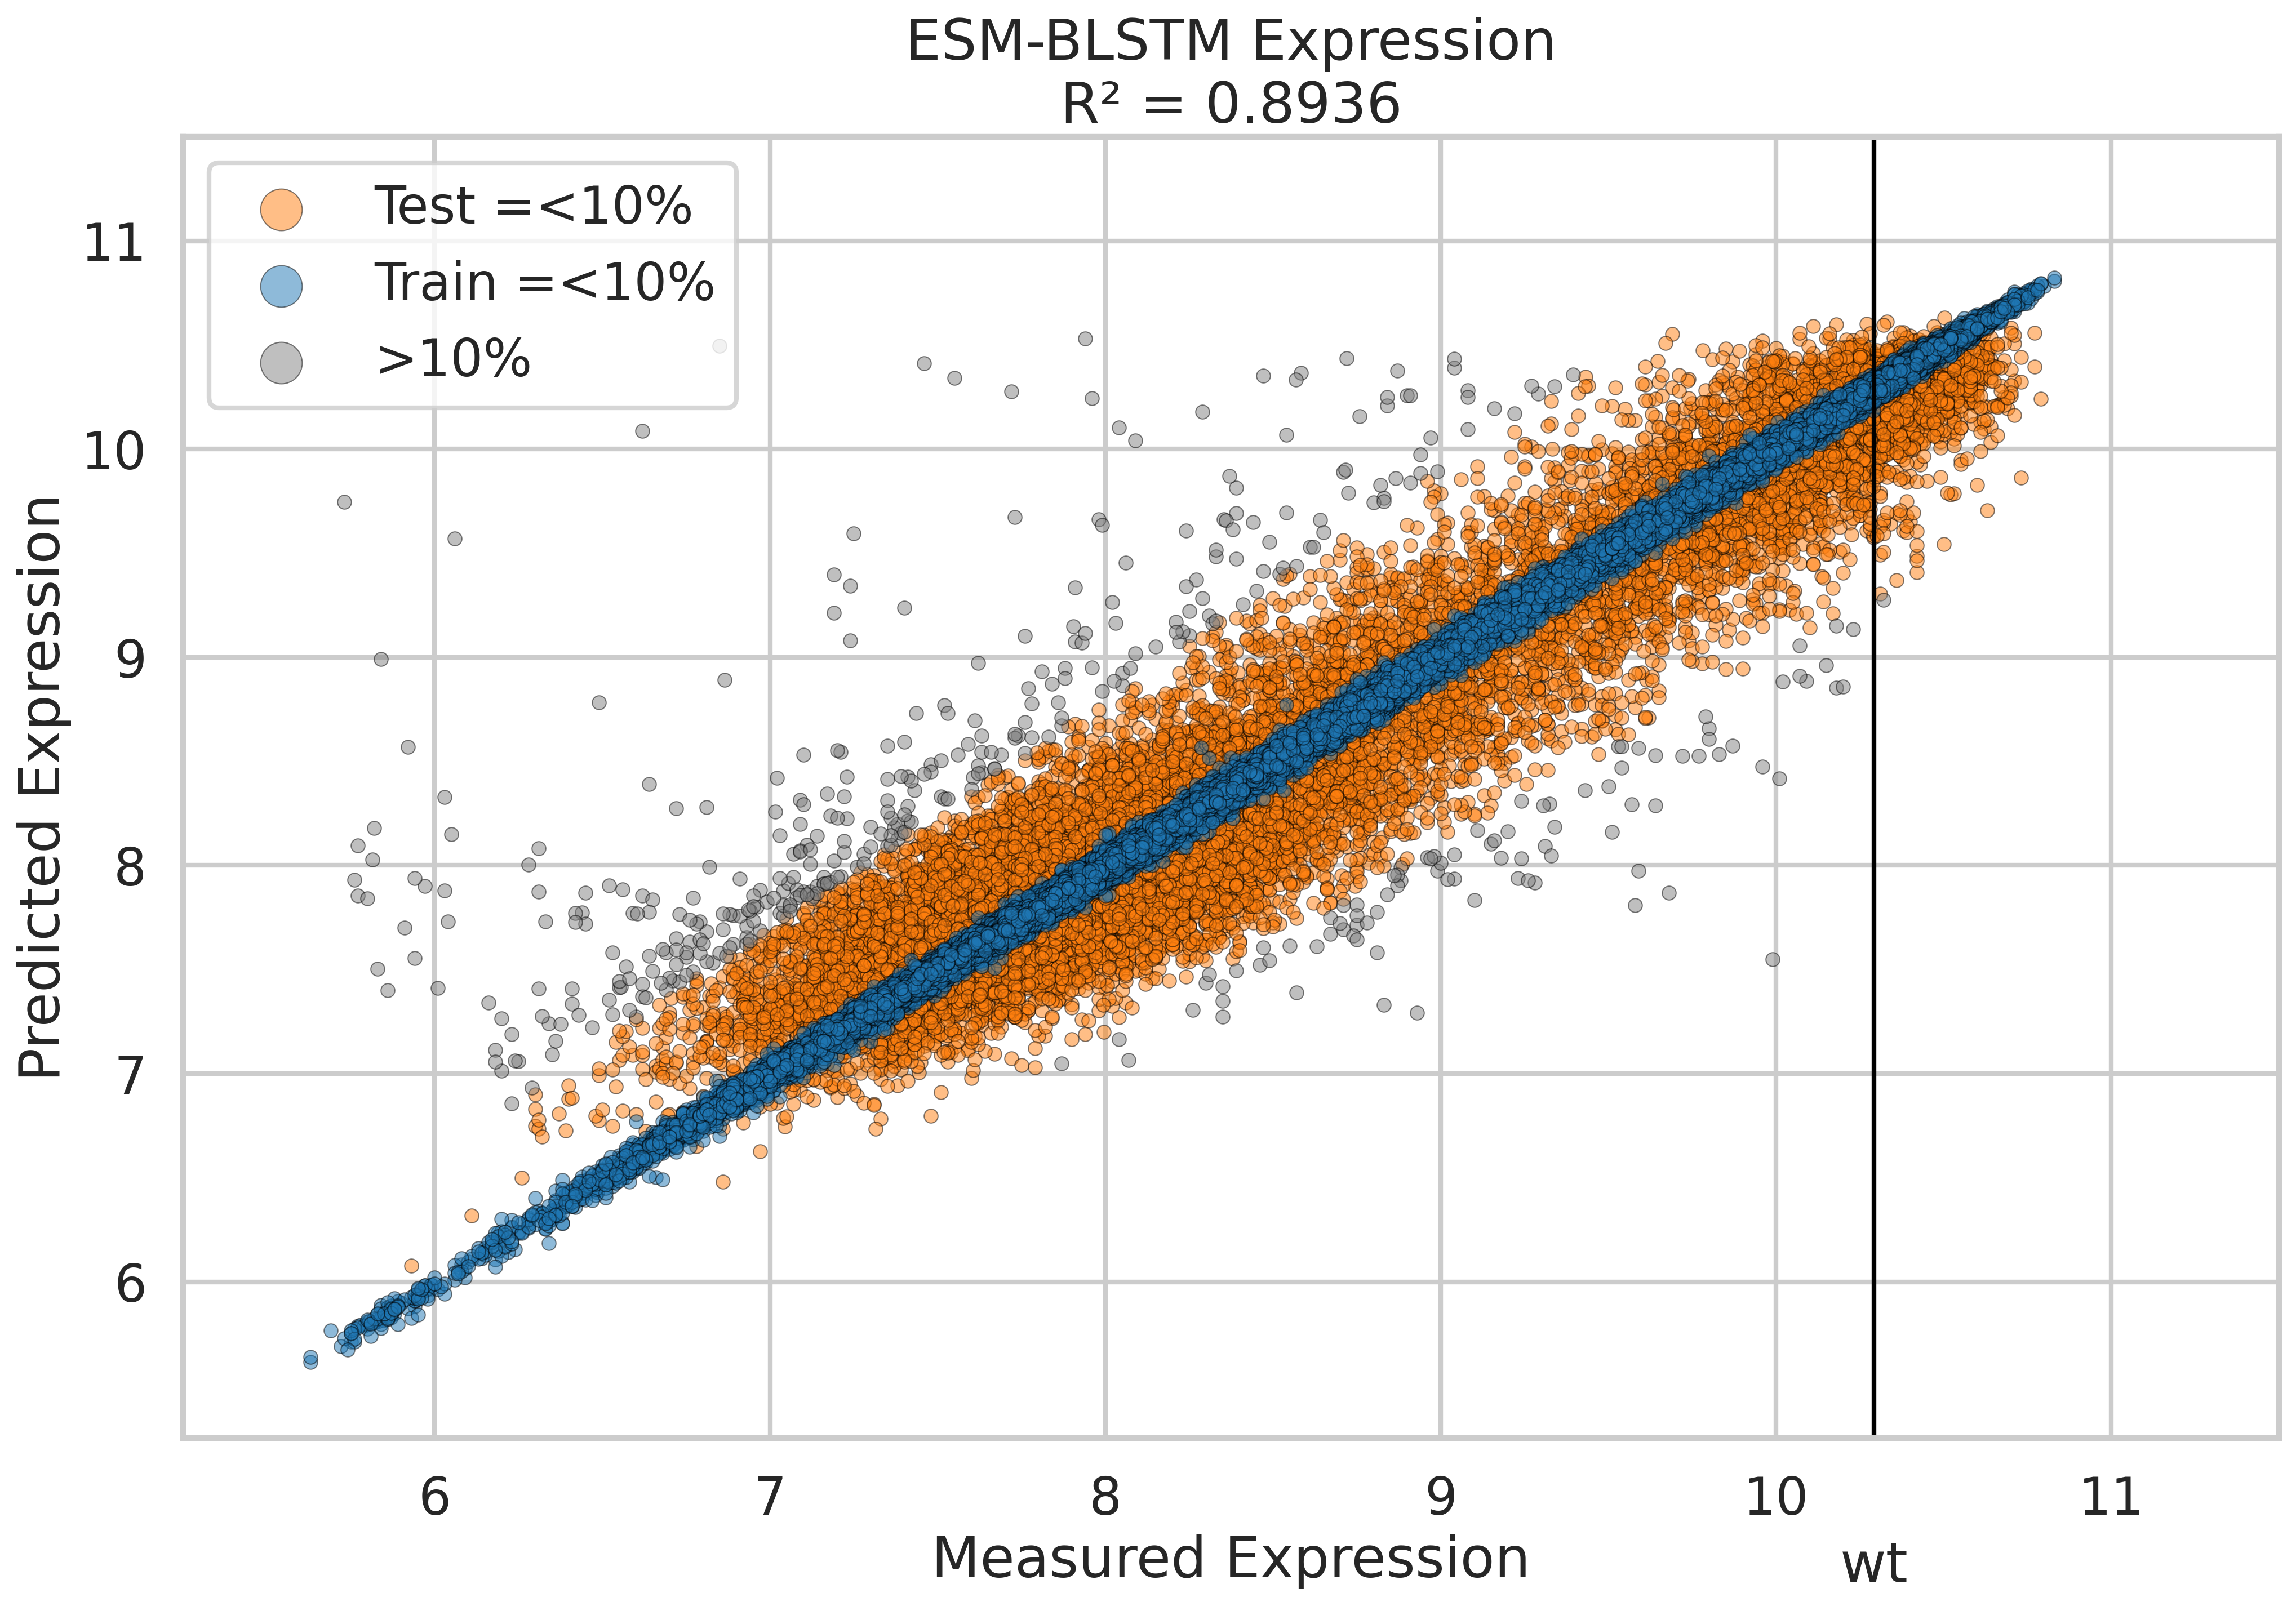 ESM-BLSTM Expression
R² = 0.8936
Test =<10%
Train =<10%
>10%
Predicted Expression
11
10
9
8
7
6
6 7 8 9 10 11
Measured Expression
wt